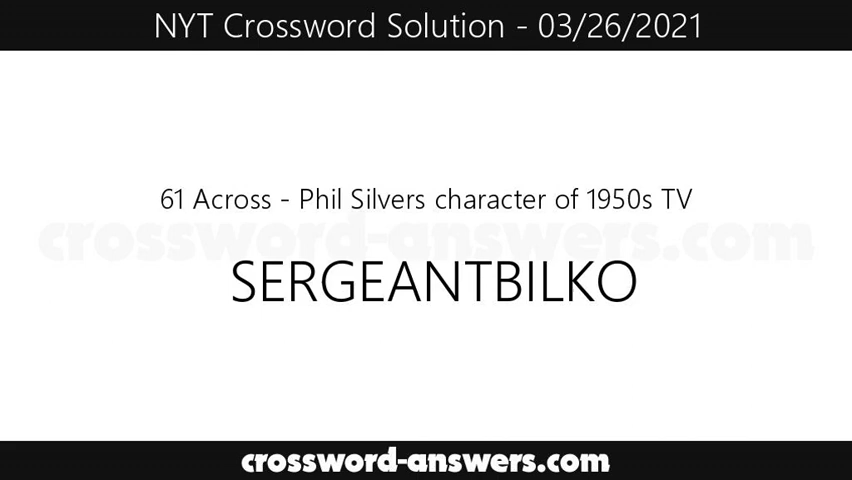 NYT Crossword Solution - 03/26/2021
61 Across - Phil Silvers character of 1950s TV
crossword-answers.com
SERGEANTBILKO
crossword-answers.com